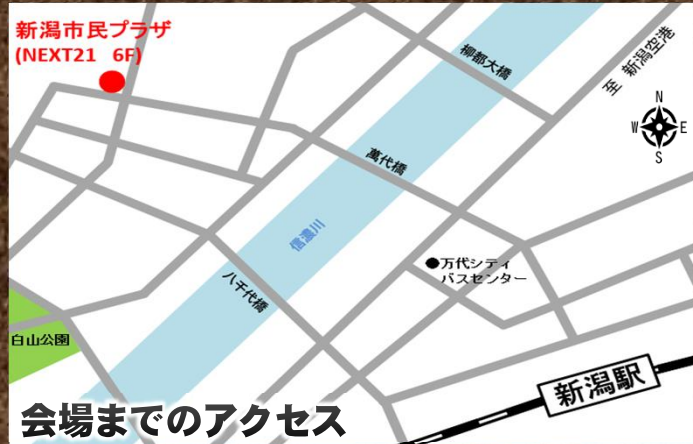 新潟市民プラザ
(NEXT21 6F)
柳都大橋
至 新潟空港
N
W E
S
萬代橋
信濃川
●万代シティ
バスセンター
八千代橋
白山公園
新潟駅
会場までのアクセス